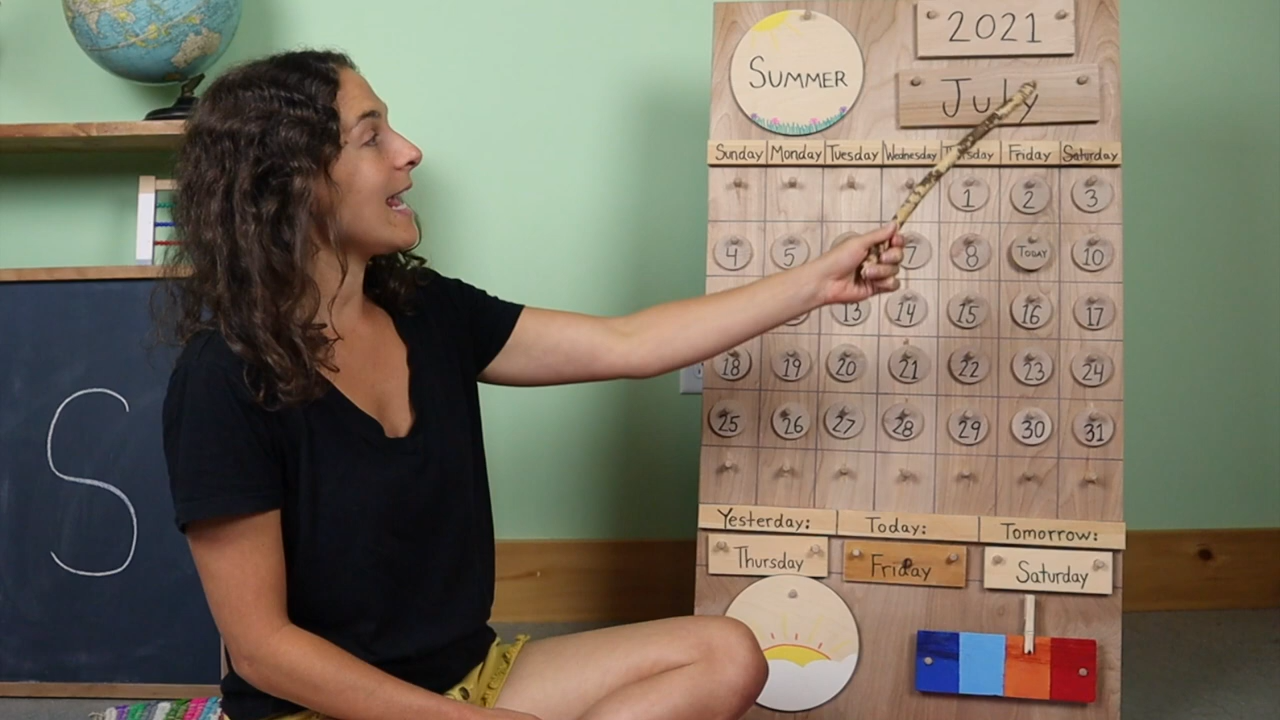 2021
SUMMER
July
Sunday Monday Tuesday Wednesday Thursday Friday Saturday
1 2 3
4 5 7 8 TODAY 10
13 14 15 16 17
18 19 20 21 22 23 24
25 26 27 28 29 30 31
Yesterday: Today: Tomorrow:
Thursday Friday Saturday
S